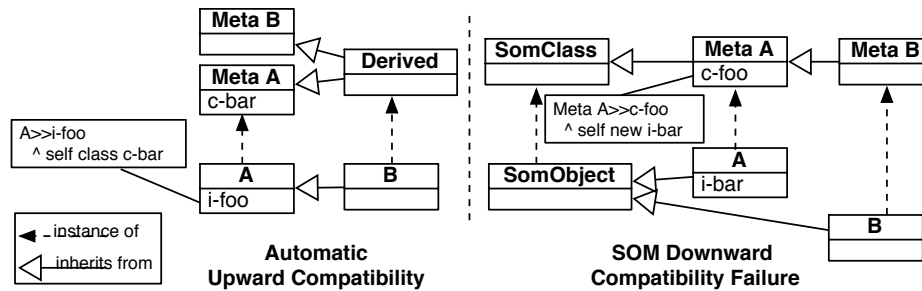 Meta B
Derived
Meta A
c-bar
A>>i-foo
^ self class c-bar
A
i-foo
B
instance of
inherits from
Automatic
Upward Compatibility
SomClass
Meta A
c-foo
Meta B
Meta A>>c-foo
^ self new i-bar
SomObject
A
i-bar
B
SOM Downward
Compatibility Failure